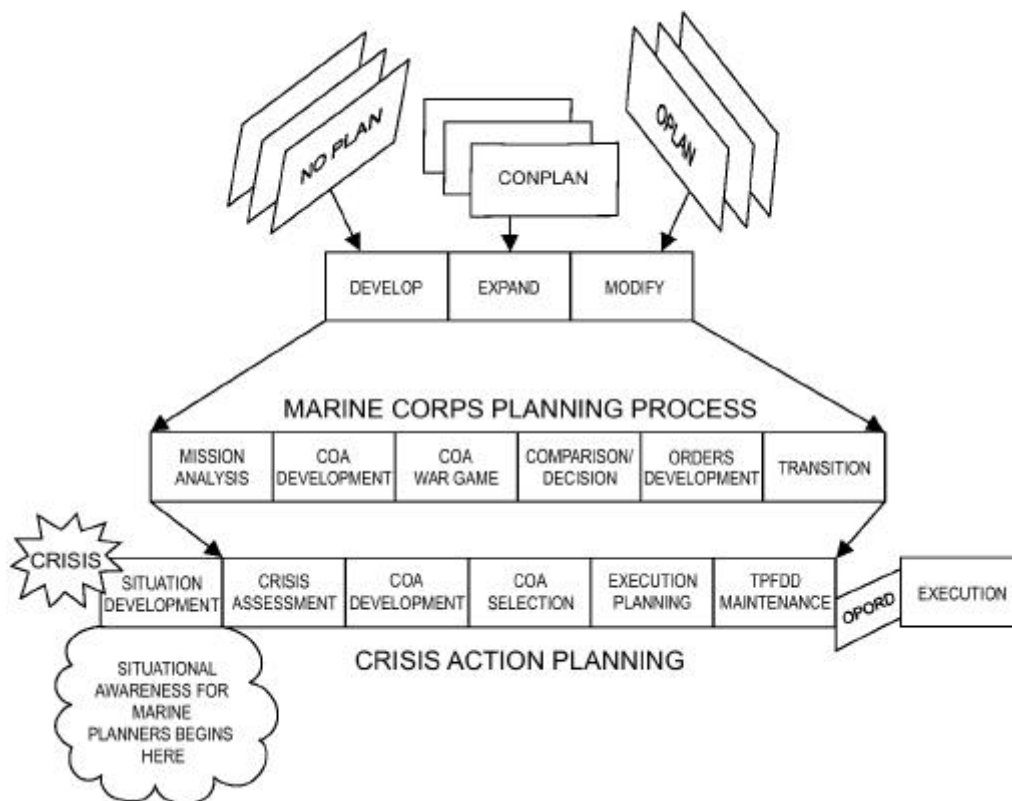 NO PLAN
CONPLAN
OPLAN
DEVELOP
EXPAND
MODIFY
MARINE CORPS PLANNING PROCESS
MISSION
ANALYSIS
COA
DEVELOPMENT
COA
WAR GAME
COMPARISON/
DECISION
ORDERS
DEVELOPMENT
TRANSITION
CRISIS
SITUATION
DEVELOPMENT
CRISIS
ASSESSMENT
COA
DEVELOPMENT
COA
SELECTION
EXECUTION
PLANNING
TPFDD
MAINTENANCE
OPORD
EXECUTION
CRISIS ACTION PLANNING
SITUATIONAL
AWARENESS FOR
MARINE
PLANNERS BEGINS
HERE